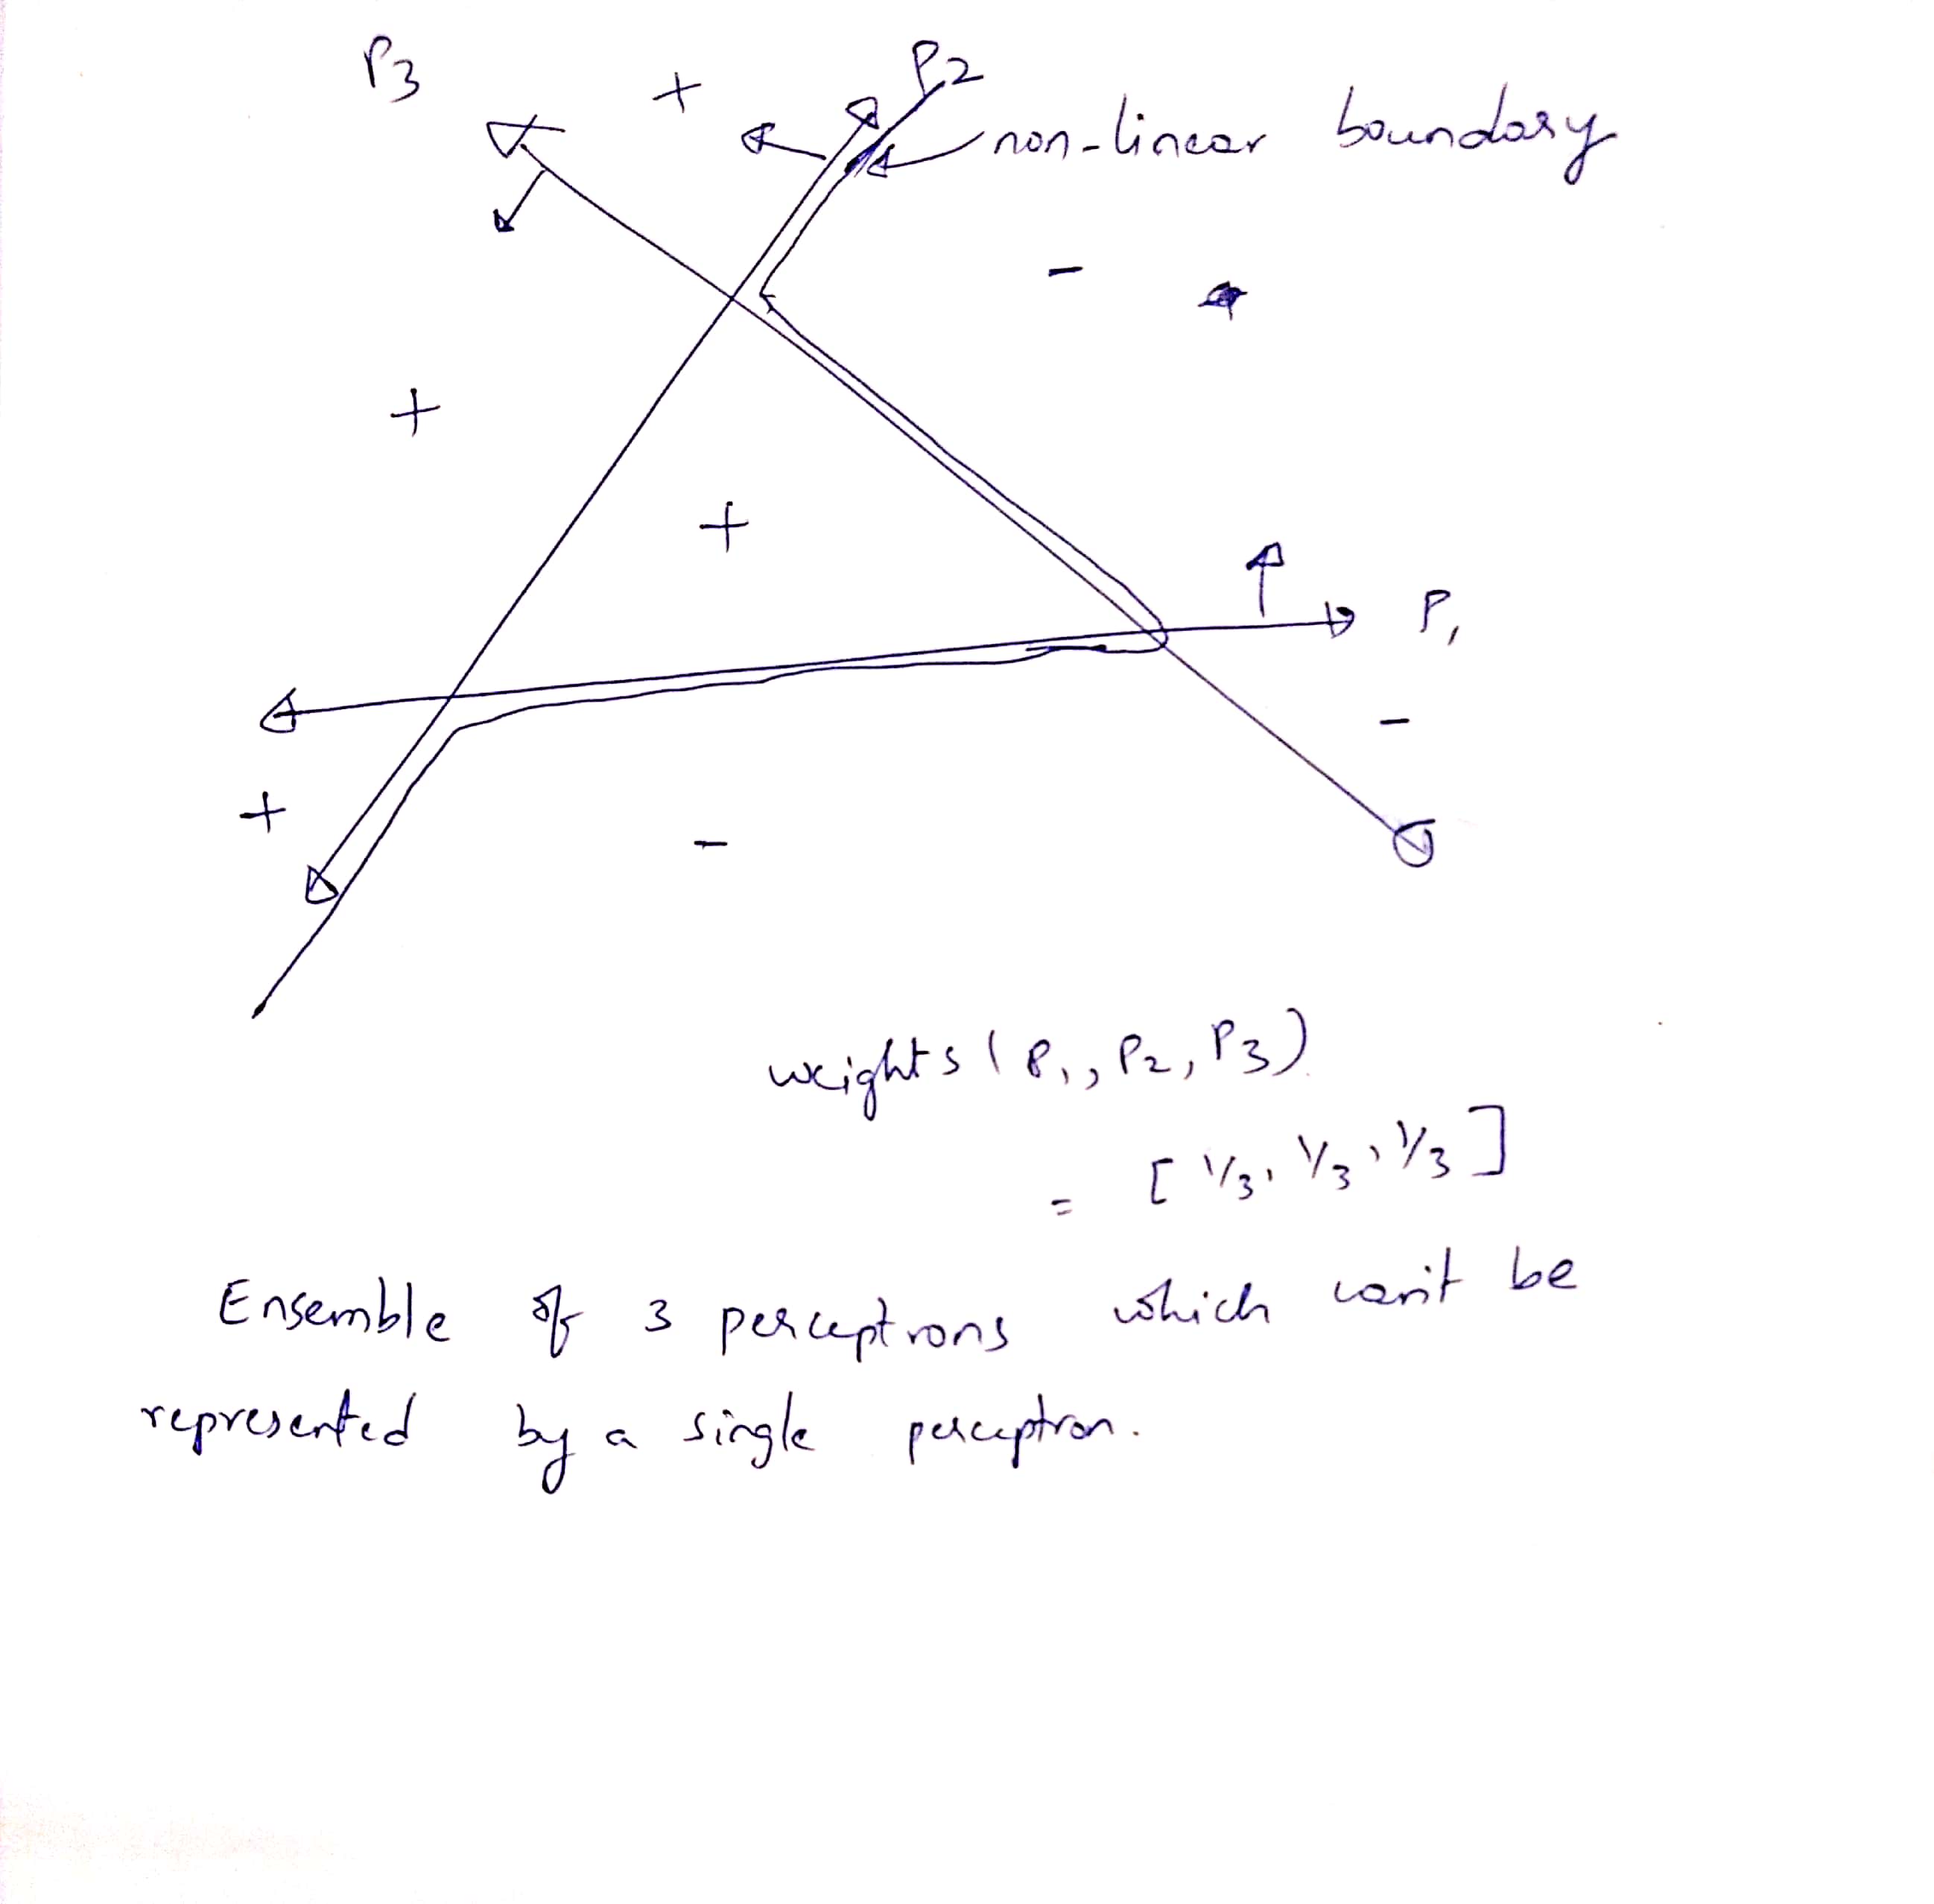 P3 + P2
non-linear boundary
-
+
+
P1
-
+
-
weights (P1, P2, P3)
= [ 1/3, 1/3, 1/3 ]
Ensemble of 3 perceptrons which can't be
represented by a single perceptron.